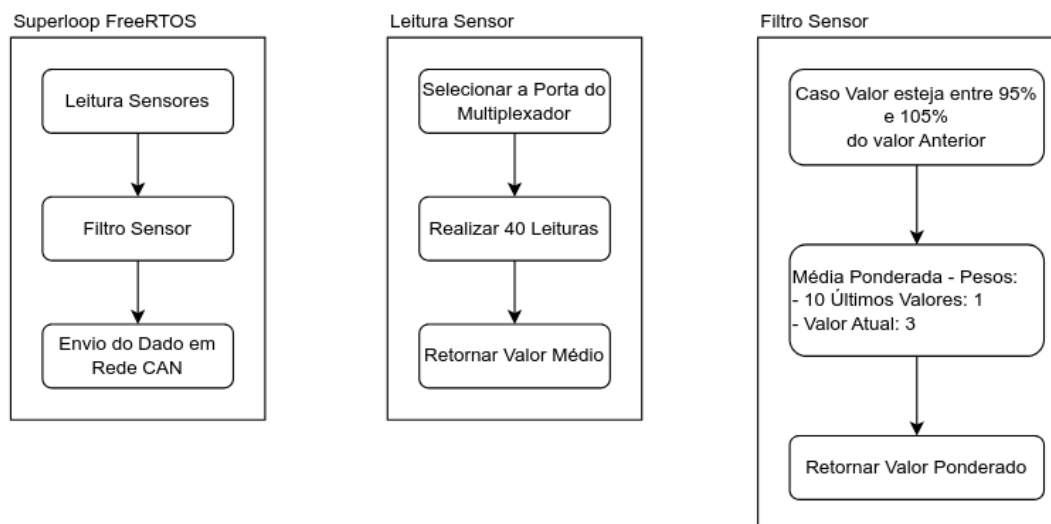 Superloop FreeRTOS
Leitura Sensores
Filtro Sensor
Envio do Dado em
Rede CAN
Leitura Sensor
Selecionar a Porta do
Multiplexador
Realizar 40 Leituras
Retornar Valor Médio
Filtro Sensor
Caso Valor esteja entre 95%
e 105%
do valor Anterior
Média Ponderada - Pesos:
- 10 Últimos Valores: 1
- Valor Atual: 3
Retornar Valor Ponderado